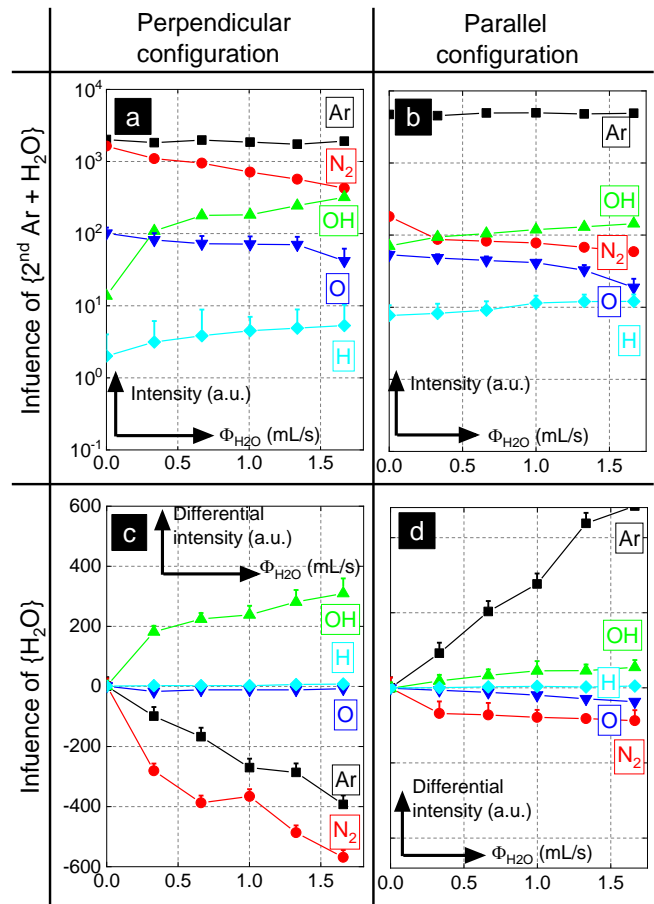 Perpendicular
configuration
Parallel
configuration
Infuence of {2nd Ar + H2O}
a
10^4
10^3
10^2
10^1
10^0
10^-1
Ar
N2
OH
O
H
Intensity (a.u.)
ΦH2O (mL/s)
0.0 0.5 1.0 1.5
b
Ar
OH
N2
O
H
Intensity (a.u.)
ΦH2O (mL/s)
0.0 0.5 1.0 1.5
Infuence of {H2O}
c
600
400
200
0
-200
-400
-600
Differential
intensity (a.u.)
ΦH2O (mL/s)
OH
H
O
Ar
N2
0.0 0.5 1.0 1.5
d
Ar
OH
H
O
N2
Differential
intensity (a.u.)
ΦH2O (mL/s)
0.0 0.5 1.0 1.5